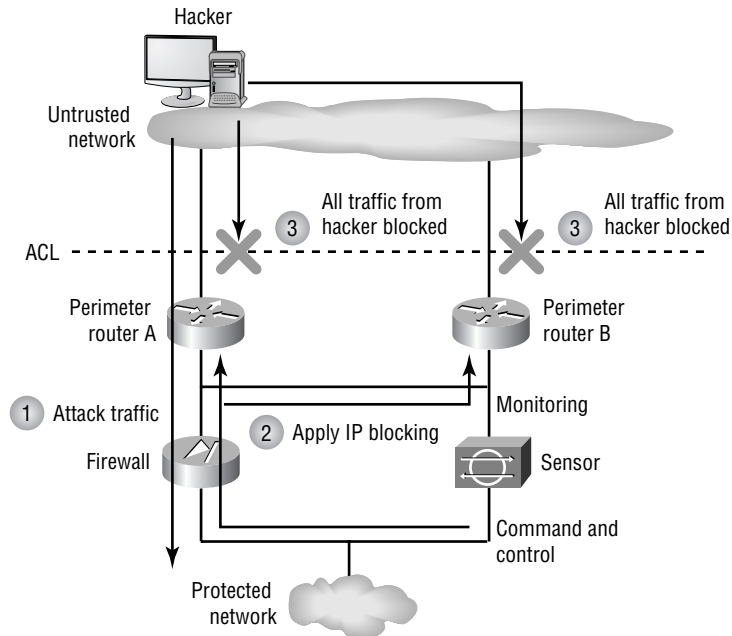 Hacker
Untrusted
network
3
All traffic from
hacker blocked
3
All traffic from
hacker blocked
ACL
Perimeter
router A
Perimeter
router B
1
Attack traffic
2
Apply IP blocking
Monitoring
Firewall
Sensor
Command and
control
Protected
network